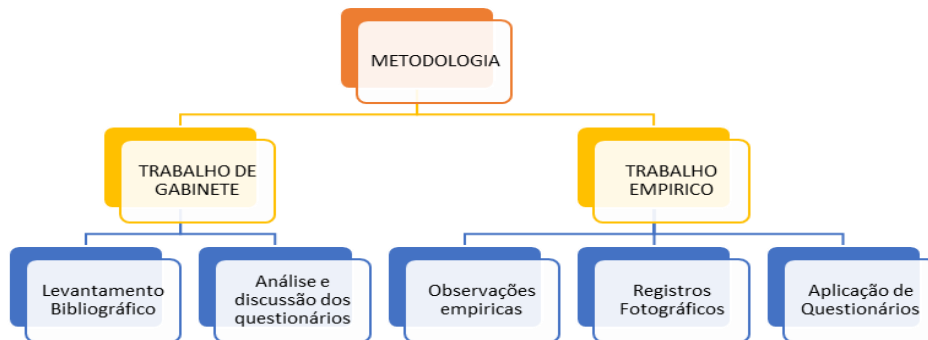 METODOLOGIA
TRABALHO DE
GABINETE
TRABALHO
EMPIRICO
Levantamento
Bibliográfico
Análise e
discussão dos
questionários
Observações
empiricas
Registros
Fotográficos
Aplicação de
Questionários